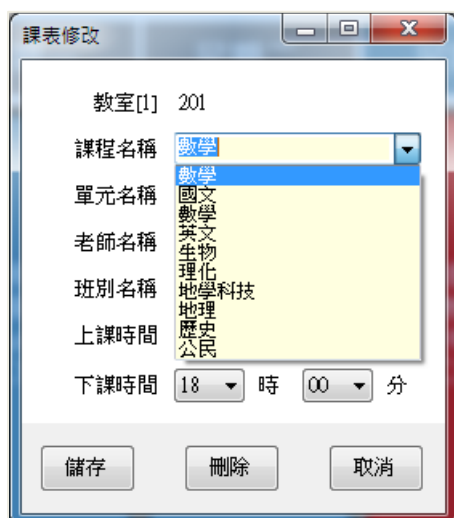 課表修改
教室[1] 201
課程名稱 數學
數學
單元名稱 國文
數學
老師名稱 英文
生物
理化
班別名稱 地學科技
地理
上課時間 歷史
公民
下課時間 18 時 00 分
儲存 刪除 取消